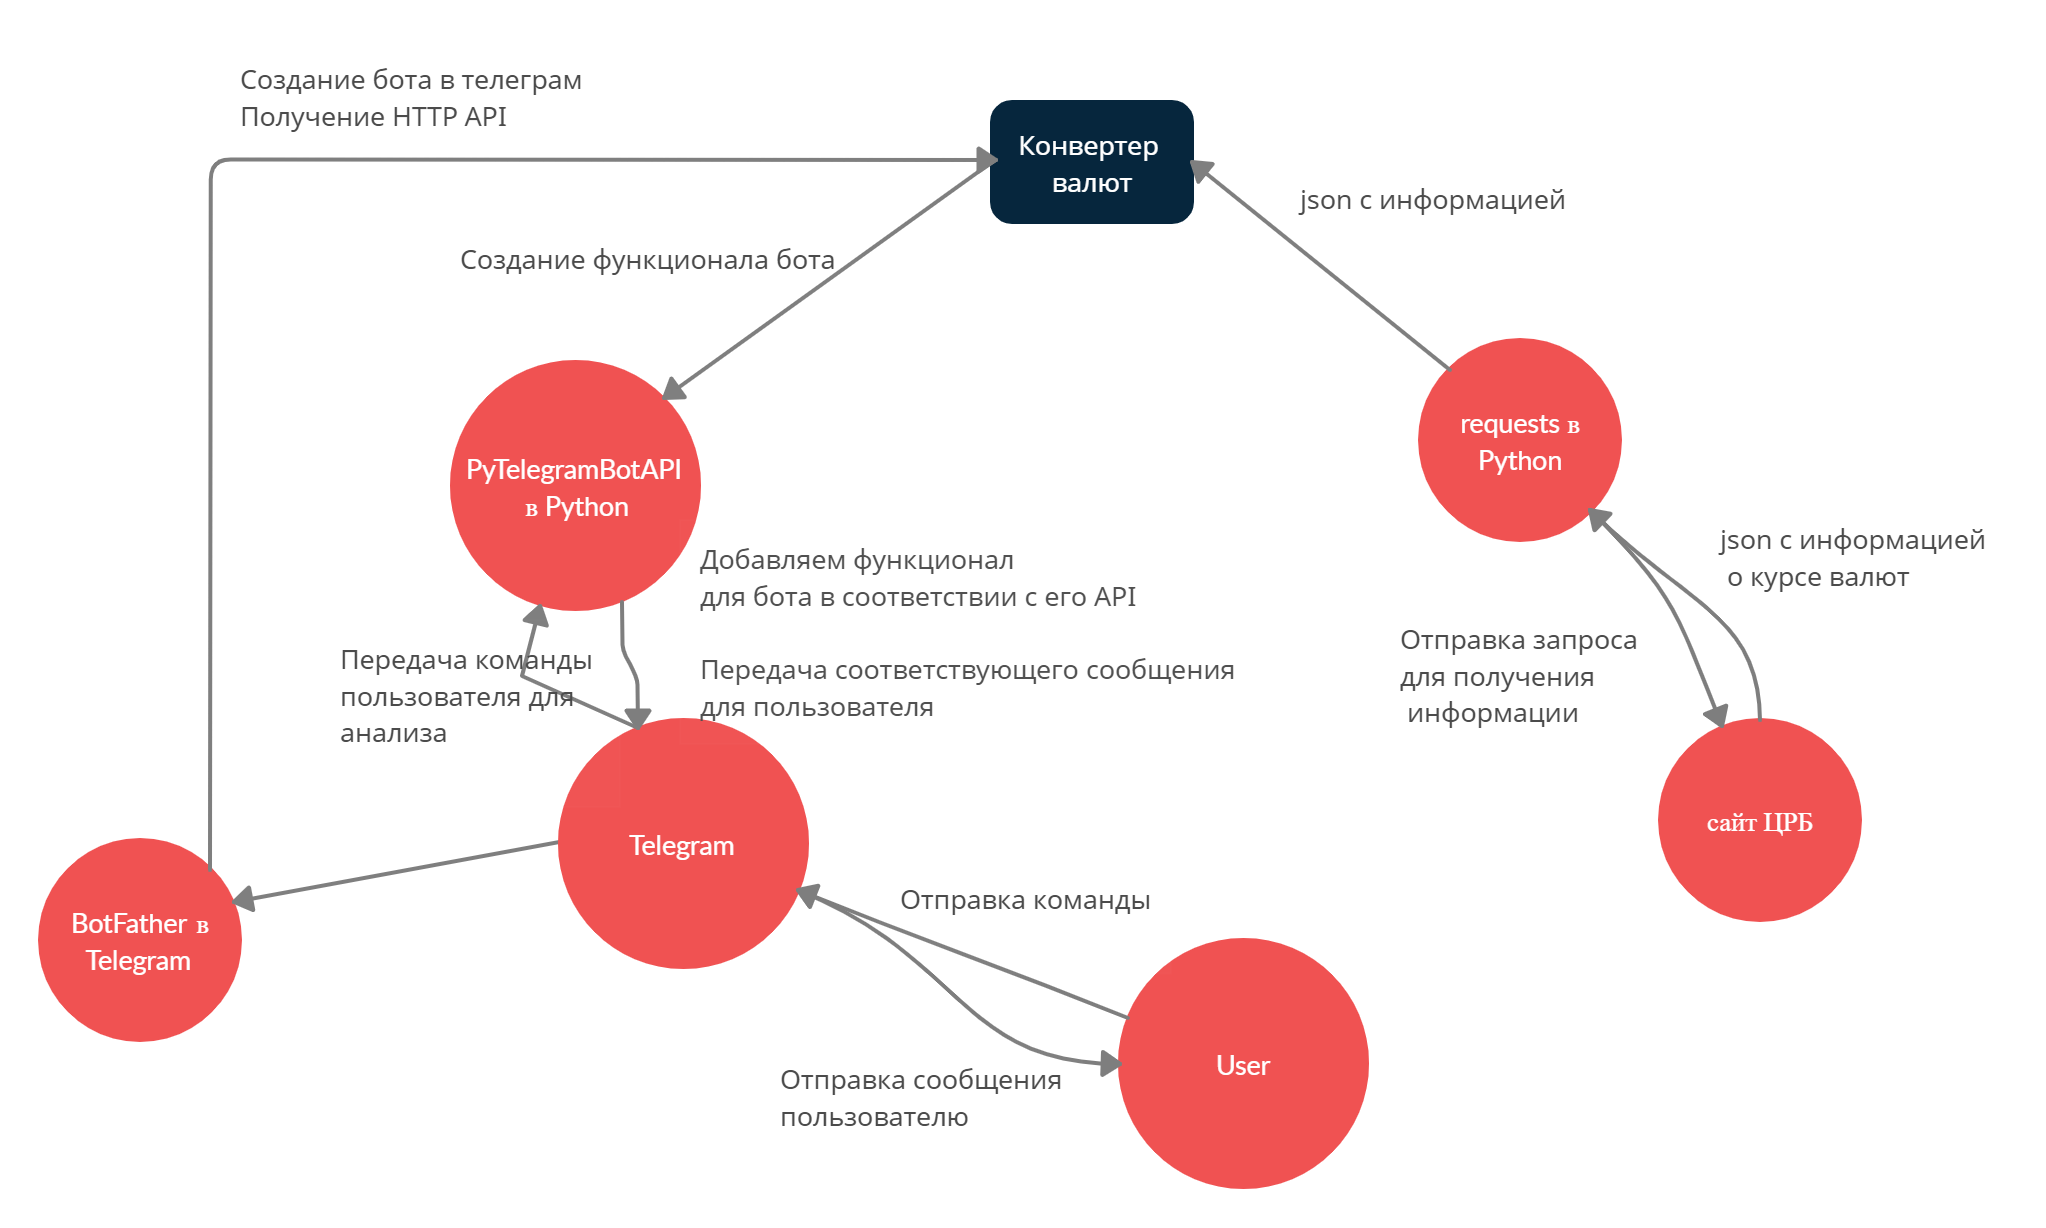 Создание бота в телеграм
Получение HTTP API
Конвертер
валют
json с информацией
Создание функционала бота
requests в
Python
PyTelegramBotAPI
в Python
json с информацией
о курсе валют
Добавляем функционал
для бота в соответствии с его API
Передача команды
пользователя для
анализа
Передача соответствующего сообщения
для пользователя
Отправка запроса
для получения
информации
сайт ЦРБ
Telegram
BotFather в
Telegram
Отправка команды
User
Отправка сообщения
пользователю